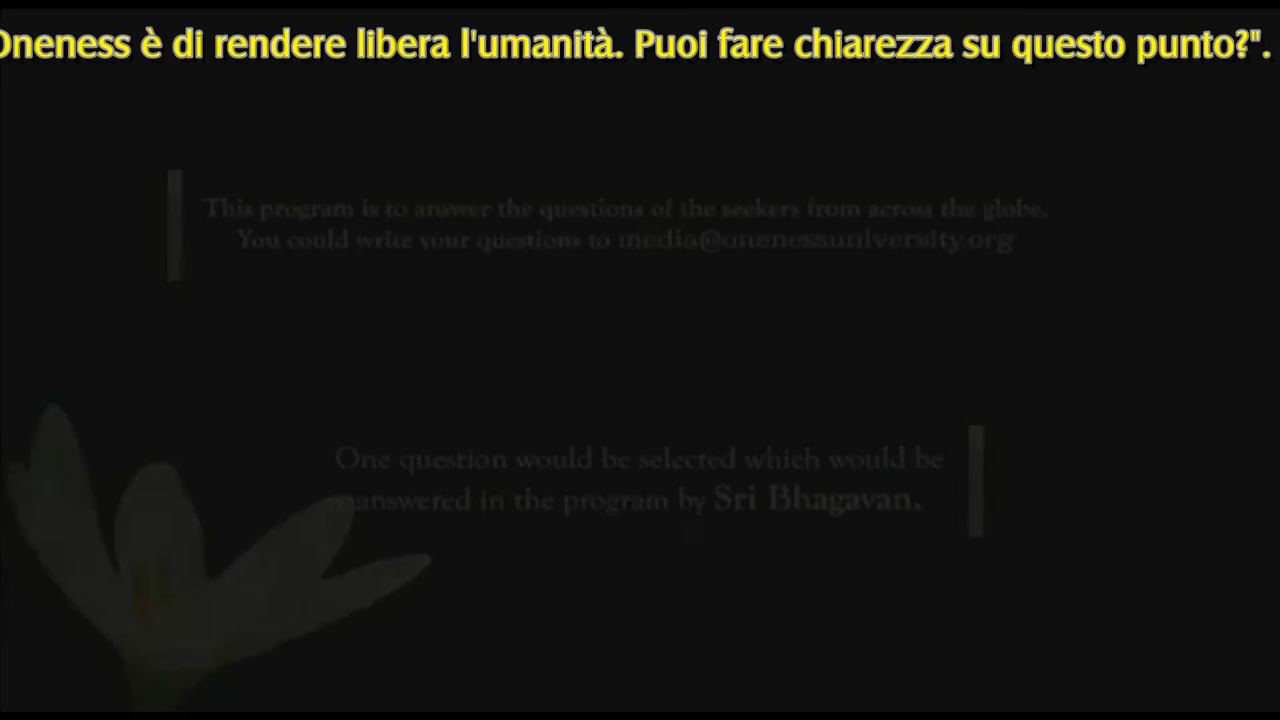 Oneness è di rendere libera l'umanità. Puoi fare chiarezza su questo punto?".
This program is to answer the questions of the seekers from across the globe.
You could write your questions to media@onenessuniversity.org
One question would be selected which would be
answered in the program by Sri Bhagavan.